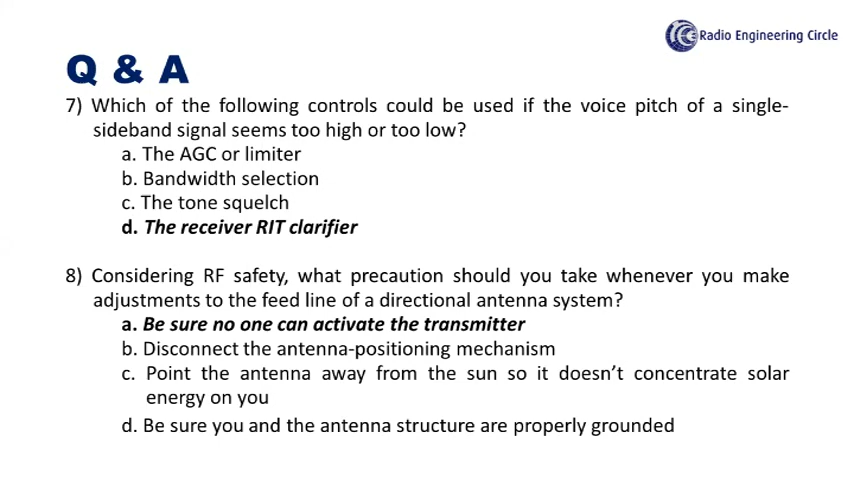 Radio Engineering Circle
Q & A
7) Which of the following controls could be used if the voice pitch of a single-
sideband signal seems too high or too low?
a. The AGC or limiter
b. Bandwidth selection
c. The tone squelch
d. The receiver RIT clarifier
8) Considering RF safety, what precaution should you take whenever you make
adjustments to the feed line of a directional antenna system?
a. Be sure no one can activate the transmitter
b. Disconnect the antenna-positioning mechanism
c. Point the antenna away from the sun so it doesn’t concentrate solar
energy on you
d. Be sure you and the antenna structure are properly grounded